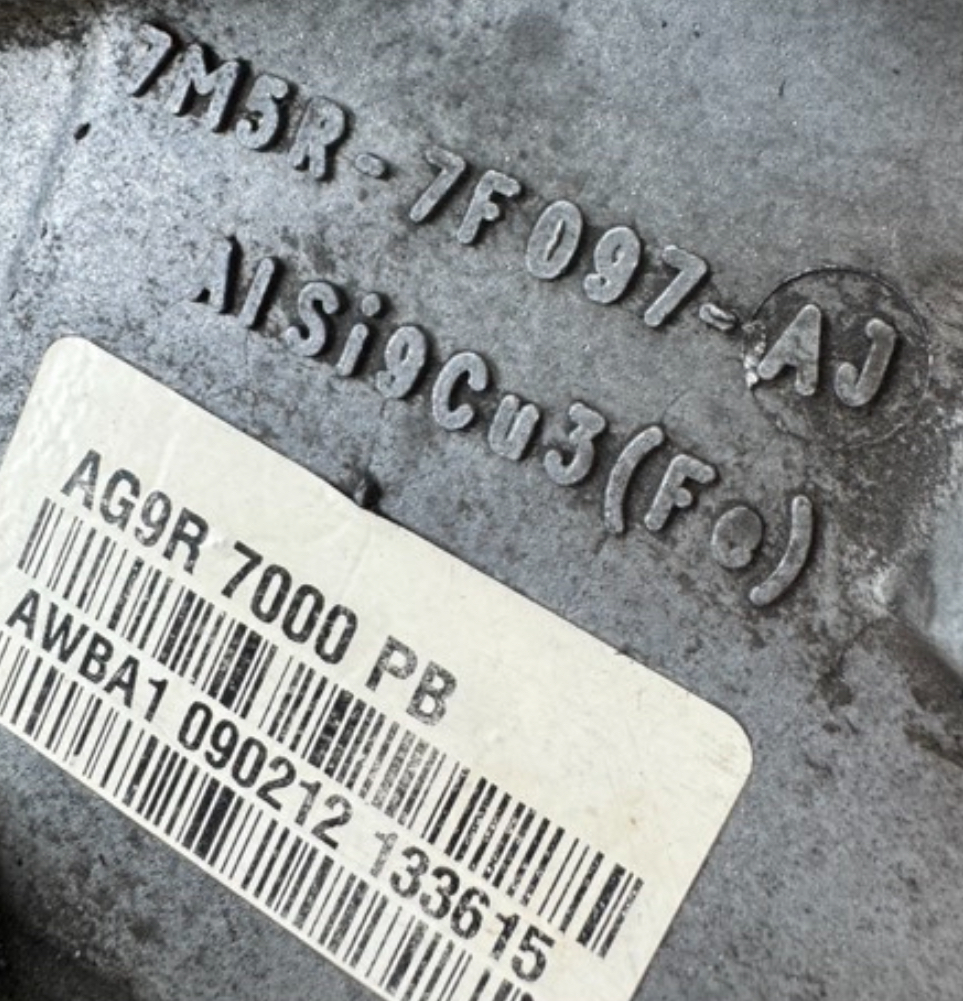 7M5R-7F097-AJ
AlSi9Cu3(Fe)
AG9R 7000 PB
AWBA1 090212 133615